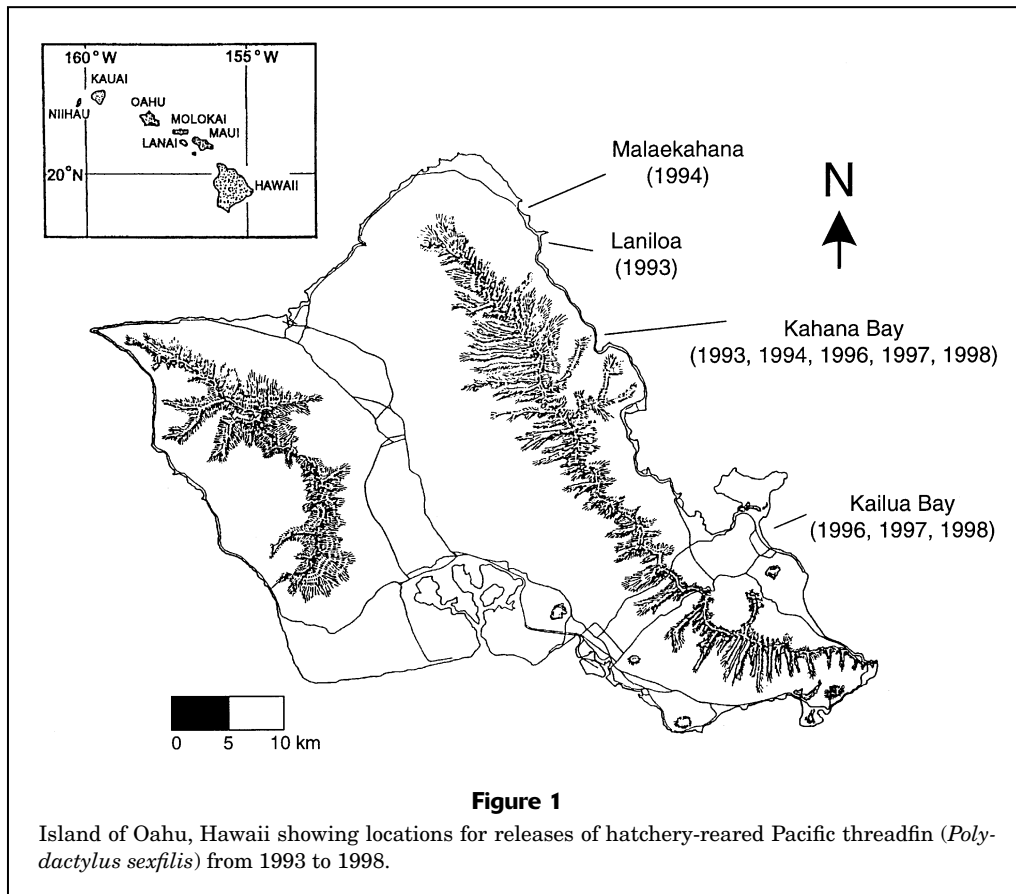 160°W 155°W
KAUAI
NIIHAU
OAHU
MOLOKAI
LANAI
MAUI
20°N
HAWAII
Malaekahana
(1994)
N
Laniloa
(1993)
Kahana Bay
(1993, 1994, 1996, 1997, 1998)
Kailua Bay
(1996, 1997, 1998)
0 5 10 km
Figure 1
Island of Oahu, Hawaii showing locations for releases of hatchery-reared Pacific threadfin (Poly-
dactylus sexfilis) from 1993 to 1998.